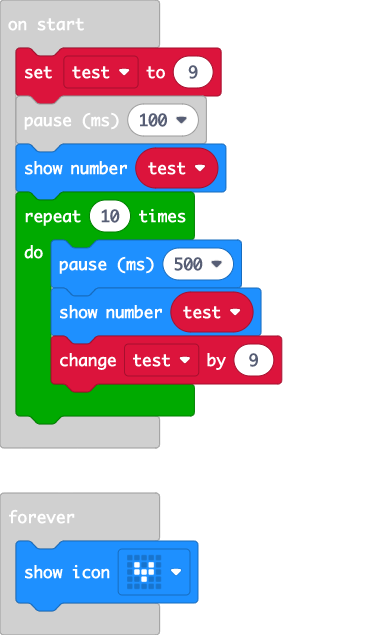 on start
set test to 9
pause (ms) 100
show number test
repeat 10 times
do
pause (ms) 500
show number test
change test by 9
forever
show icon